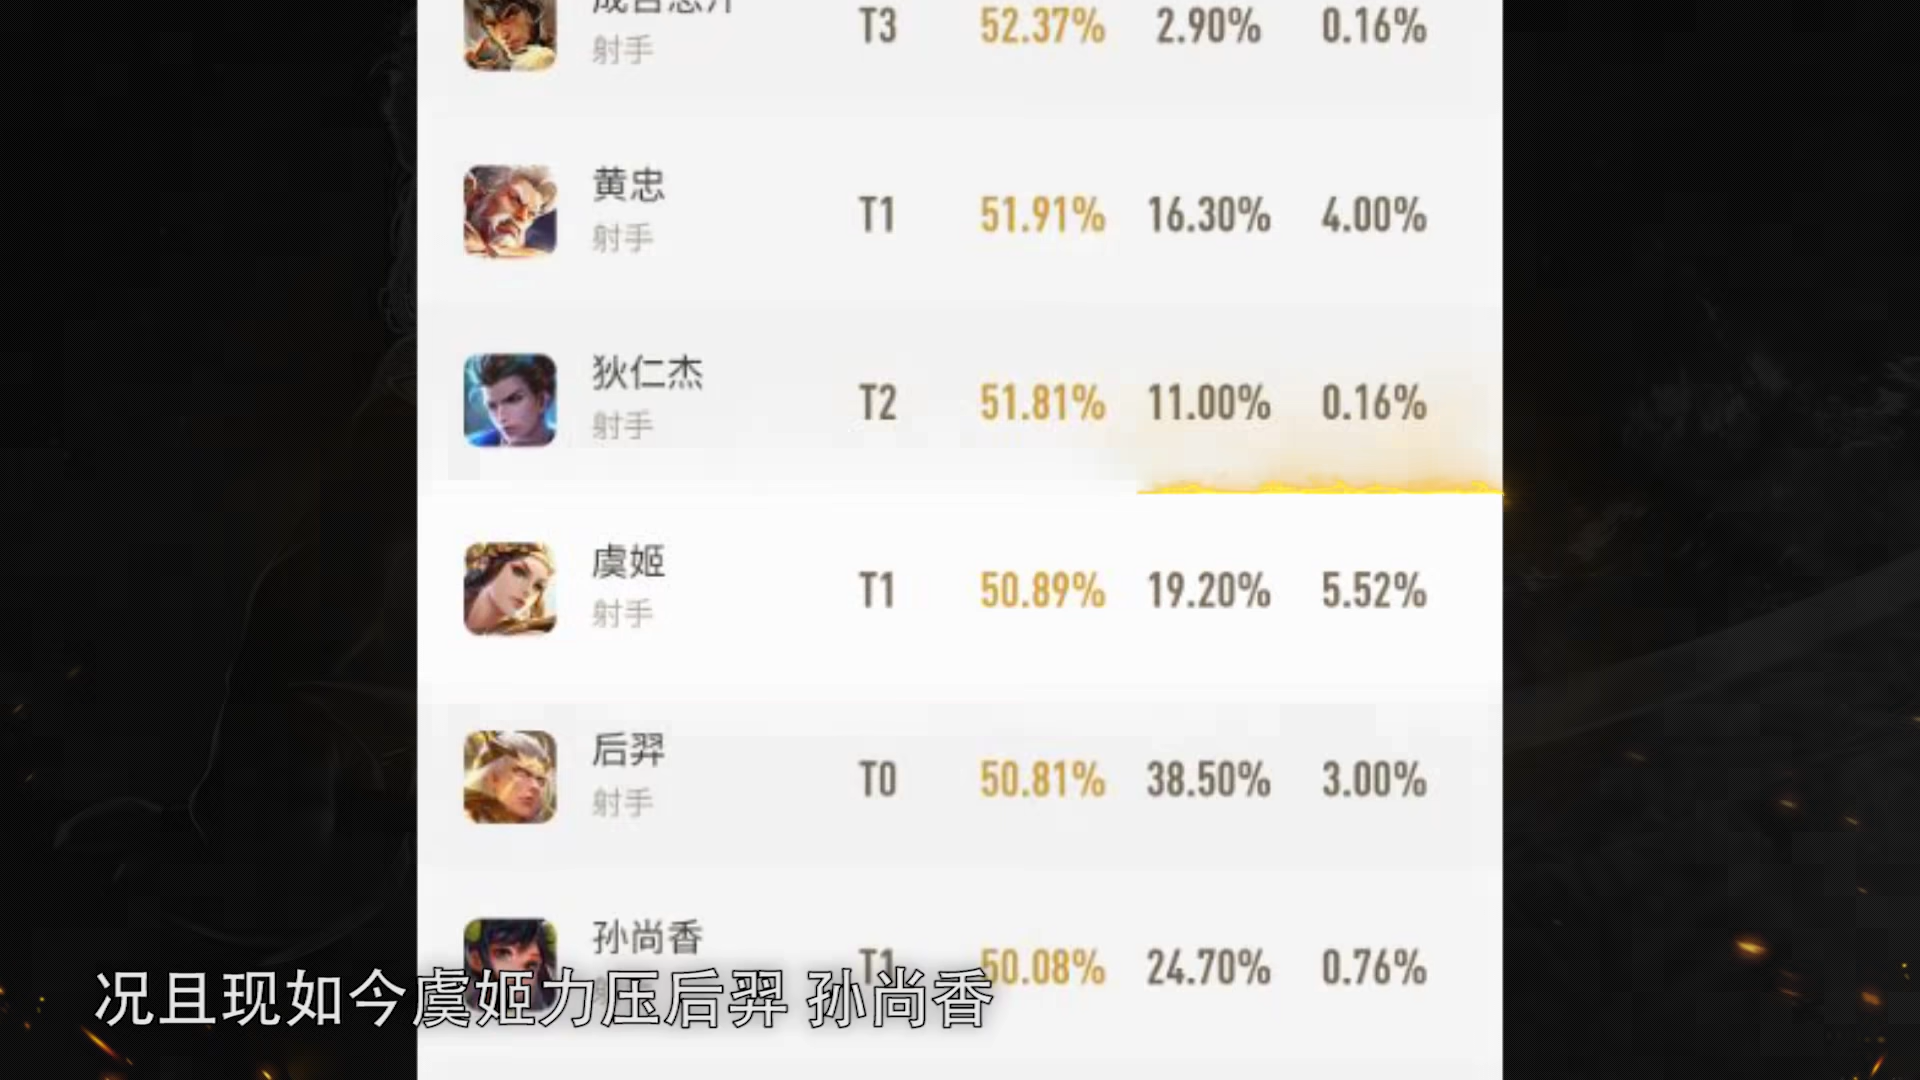 射手 T3 52.37% 2.90% 0.16%
黄忠
射手 T1 51.91% 16.30% 4.00%
狄仁杰
射手 T2 51.81% 11.00% 0.16%
虞姬
射手 T1 50.89% 19.20% 5.52%
后羿
射手 T0 50.81% 38.50% 3.00%
孙尚香
T1 50.08% 24.70% 0.76%
况且现如今虞姬力压后羿 孙尚香